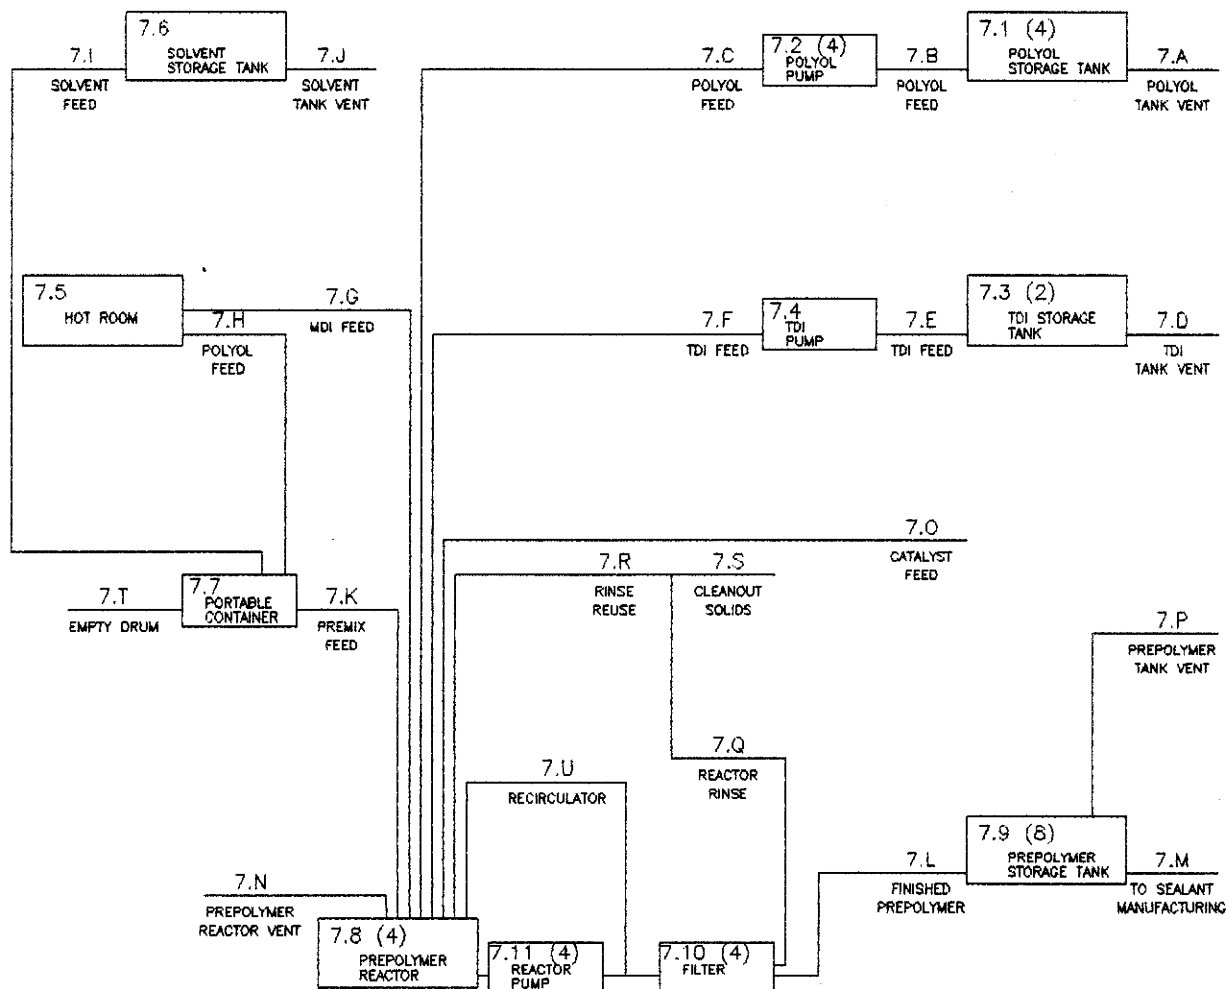 7.I
SOLVENT
FEED
7.6
SOLVENT
STORAGE TANK
7.J
SOLVENT
TANK VENT
7.C
POLYOL
FEED
7.2 (4)
POLYOL
PUMP
7.B
POLYOL
FEED
7.1 (4)
POLYOL
STORAGE TANK
7.A
POLYOL
TANK VENT
7.5
HOT ROOM
7.H
POLYOL
FEED
7.G
MDI FEED
7.F
TDI FEED
7.4
TDI
PUMP
7.E
TDI FEED
7.3 (2)
TDI STORAGE
TANK
7.D
TDI
TANK VENT
7.O
CATALYST
FEED
7.R
RINSE
REUSE
7.S
CLEANOUT
SOLIDS
7.T
EMPTY DRUM
7.7
PORTABLE
CONTAINER
7.K
PREMIX
FEED
7.P
PREPOLYMER
TANK VENT
7.Q
REACTOR
RINSE
7.U
RECIRCULATOR
7.9 (8)
PREPOLYMER
STORAGE TANK
7.L
FINISHED
PREPOLYMER
7.M
TO SEALANT
MANUFACTURING
7.N
PREPOLYMER
REACTOR VENT
7.8 (4)
PREPOLYMER
REACTOR
7.11 (4)
REACTOR
PUMP
7.10 (4)
FILTER